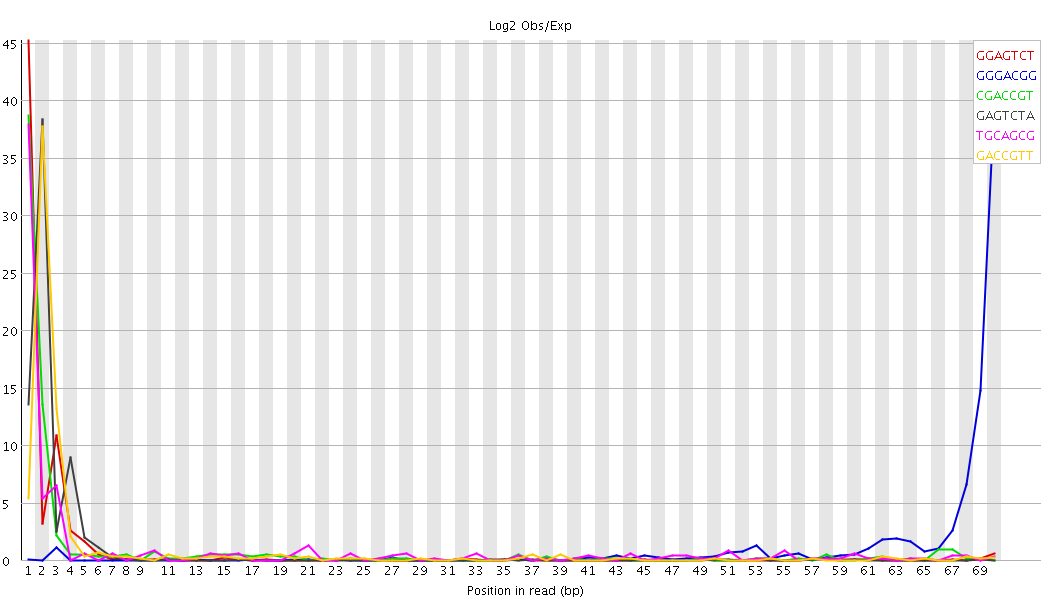 Log2 Obs/Exp
45
40
35
30
25
20
15
10
5
0
GGAGTCT
GGGACGG
CGACCGT
GAGTCTA
TGCAGCG
GACCGTT
1 2 3 4 5 6 7 8 9 11 13 15 17 19 21 23 25 27 29 31 33 35 37 39 41 43 45 47 49 51 53 55 57 59 61 63 65 67 69
Position in read (bp)